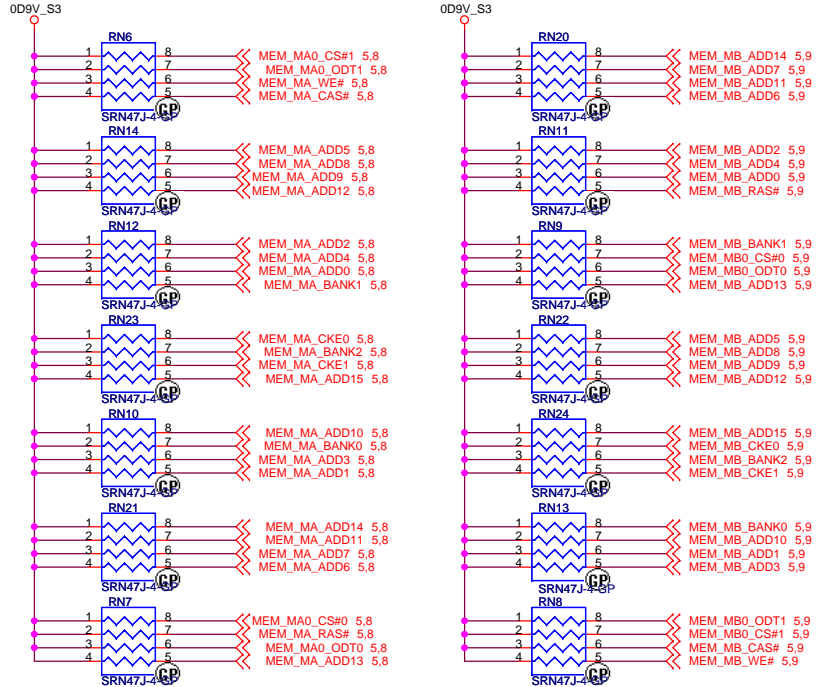 0D9V_S3
RN6
1 8 MEM_MA0_CS#1 5,8
2 7 MEM_MA0_ODT1 5,8
3 6 MEM_MA_WE# 5,8
4 5 MEM_MA_CAS# 5,8
GP
SRN47J-4-GP
RN14
1 8 MEM_MA_ADD5 5,8
2 7 MEM_MA_ADD8 5,8
3 6 MEM_MA_ADD9 5,8
4 5 MEM_MA_ADD12 5,8
GP
SRN47J-4-GP
RN12
1 8 MEM_MA_ADD2 5,8
2 7 MEM_MA_ADD4 5,8
3 6 MEM_MA_ADD0 5,8
4 5 MEM_MA_BANK1 5,8
GP
SRN47J-4-GP
RN23
1 8 MEM_MA_CKE0 5,8
2 7 MEM_MA_BANK2 5,8
3 6 MEM_MA_CKE1 5,8
4 5 MEM_MA_ADD15 5,8
GP
SRN47J-4-GP
RN10
1 8 MEM_MA_ADD10 5,8
2 7 MEM_MA_BANK0 5,8
3 6 MEM_MA_ADD3 5,8
4 5 MEM_MA_ADD1 5,8
GP
SRN47J-4-GP
RN21
1 8 MEM_MA_ADD14 5,8
2 7 MEM_MA_ADD11 5,8
3 6 MEM_MA_ADD7 5,8
4 5 MEM_MA_ADD6 5,8
GP
SRN47J-4-GP
RN7
1 8 MEM_MA0_CS#0 5,8
2 7 MEM_MA_RAS# 5,8
3 6 MEM_MA0_ODT0 5,8
4 5 MEM_MA_ADD13 5,8
GP
SRN47J-4-GP
0D9V_S3
RN20
1 8 MEM_MB_ADD14 5,9
2 7 MEM_MB_ADD7 5,9
3 6 MEM_MB_ADD11 5,9
4 5 MEM_MB_ADD6 5,9
GP
SRN47J-4-GP
RN11
1 8 MEM_MB_ADD2 5,9
2 7 MEM_MB_ADD4 5,9
3 6 MEM_MB_ADD0 5,9
4 5 MEM_MB_RAS# 5,9
GP
SRN47J-4-GP
RN9
1 8 MEM_MB_BANK1 5,9
2 7 MEM_MB0_CS#0 5,9
3 6 MEM_MB0_ODT0 5,9
4 5 MEM_MB_ADD13 5,9
GP
SRN47J-4-GP
RN22
1 8 MEM_MB_ADD5 5,9
2 7 MEM_MB_ADD8 5,9
3 6 MEM_MB_ADD9 5,9
4 5 MEM_MB_ADD12 5,9
GP
SRN47J-4-GP
RN24
1 8 MEM_MB_ADD15 5,9
2 7 MEM_MB_CKE0 5,9
3 6 MEM_MB_BANK2 5,9
4 5 MEM_MB_CKE1 5,9
GP
SRN47J-4-GP
RN13
1 8 MEM_MB_BANK0 5,9
2 7 MEM_MB_ADD10 5,9
3 6 MEM_MB_ADD1 5,9
4 5 MEM_MB_ADD3 5,9
GP
SRN47J-4-GP
RN8
1 8 MEM_MB0_ODT1 5,9
2 7 MEM_MB0_CS#1 5,9
3 6 MEM_MB_CAS# 5,9
4 5 MEM_MB_WE# 5,9
GP
SRN47J-4-GP